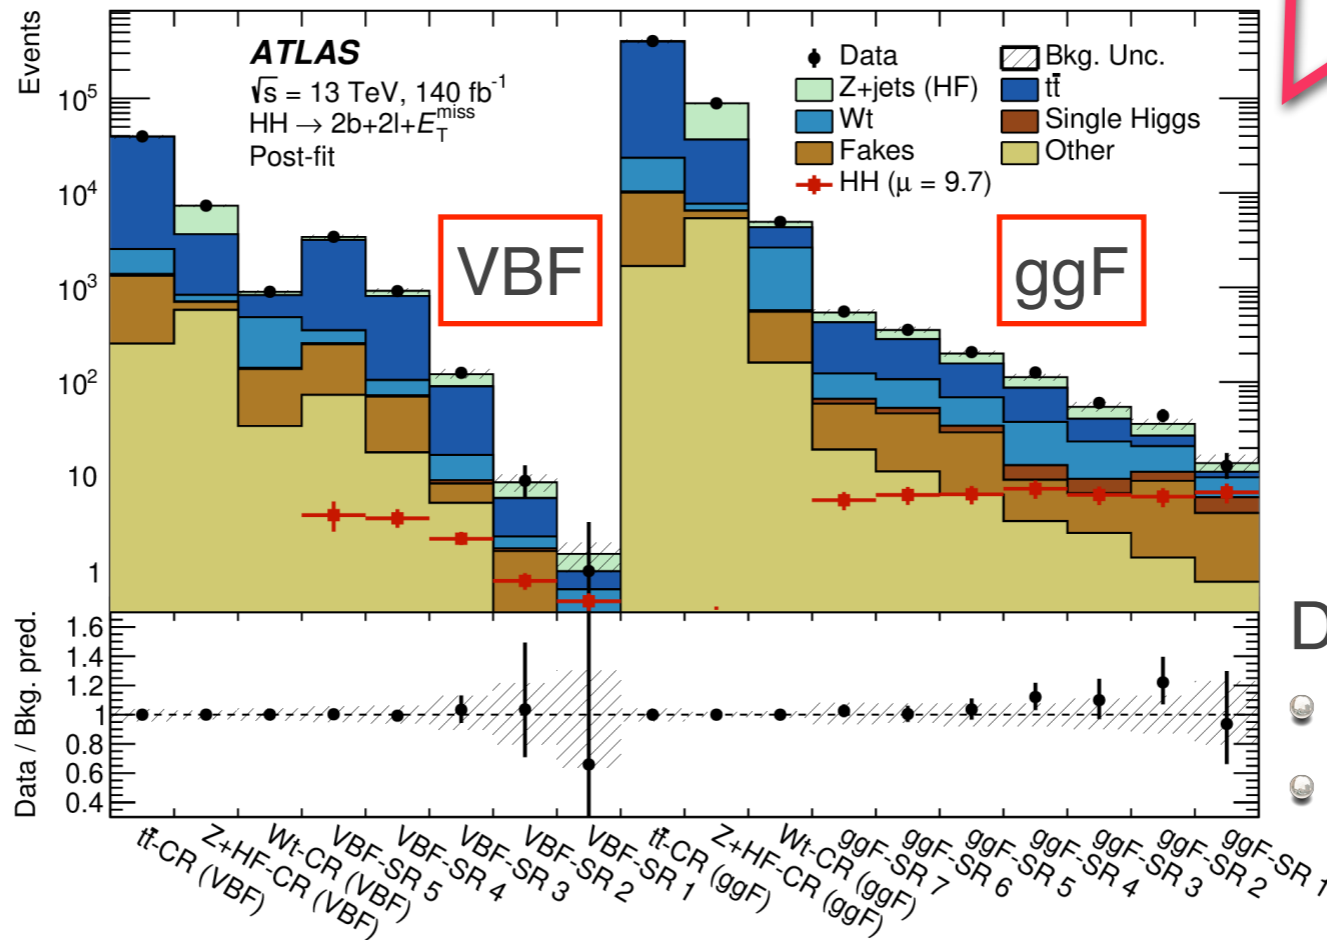 Events
10⁵
10⁴
10³
10²
10
1
ATLAS
√s = 13 TeV, 140 fb⁻¹
HH → 2b+2l+E_T^miss
Post-fit
Data
Bkg. Unc.
Z+jets (HF)
tt̄
Wt
Single Higgs
Fakes
Other
HH (μ = 9.7)
VBF
ggF
Data / Bkg. pred.
1.6
1.4
1.2
1
0.8
0.6
0.4
tt̄-CR (VBF)
Z+HF-CR (VBF)
Wt-CR (VBF)
VBF-SR 5
VBF-SR 4
VBF-SR 3
VBF-SR 2
VBF-SR 1
tt̄-CR (ggF)
Z+HF-CR (ggF)
Wt-CR (ggF)
ggF-SR 7
ggF-SR 6
ggF-SR 5
ggF-SR 4
ggF-SR 3
ggF-SR 2
ggF-SR 1